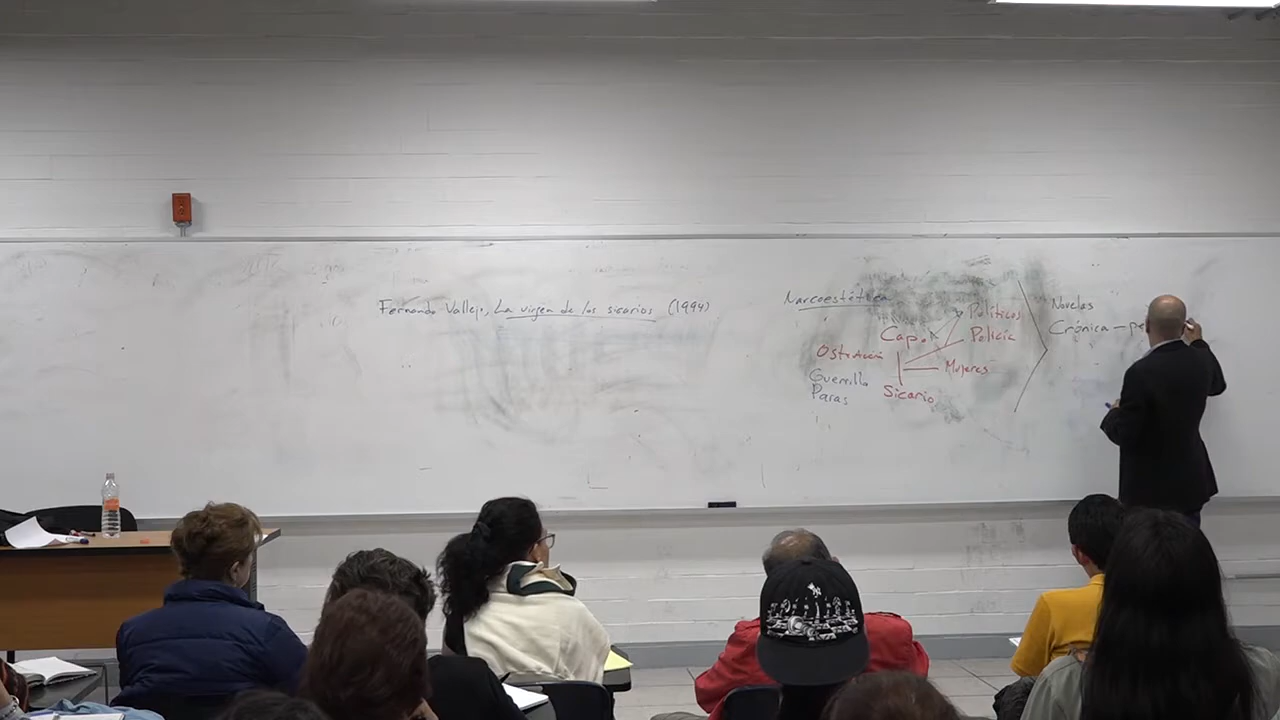 Fernando Vallejo, La virgen de los sicarios (1994)
Narcoestética
Políticos
Capo
Policía
Ostentación
Mujeres
Guerrilla
Paras
Sicario
Novelas
Crónica - pe